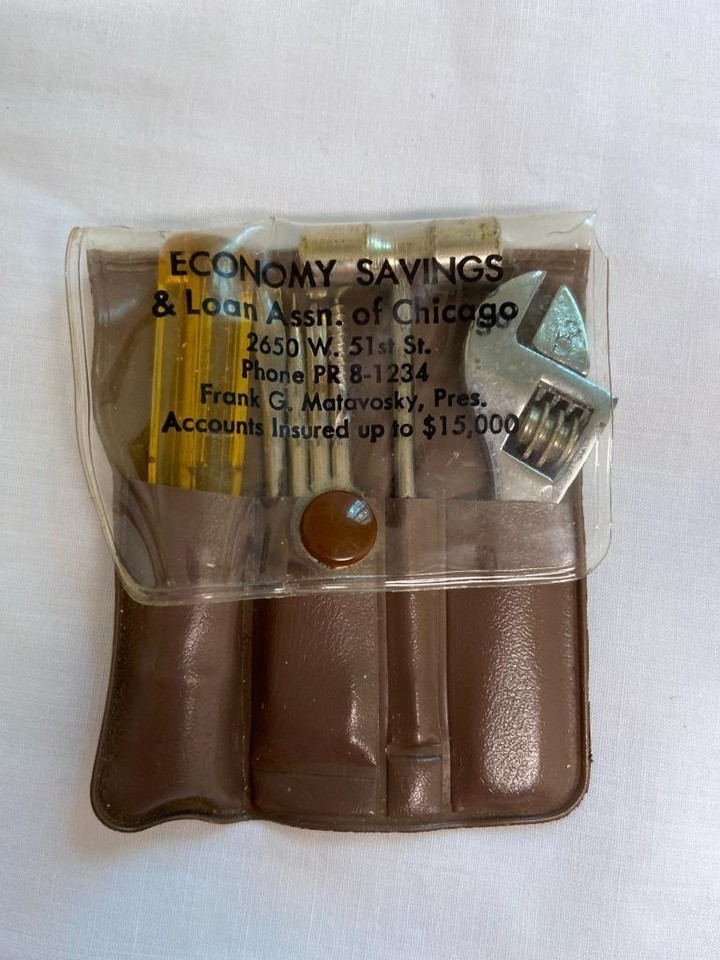 ECONOMY SAVINGS
& Loan Assn. of Chicago
2650 W. 51st St.
Phone PR 8-1234
Frank G. Matavosky, Pres.
Accounts Insured up to $15,000